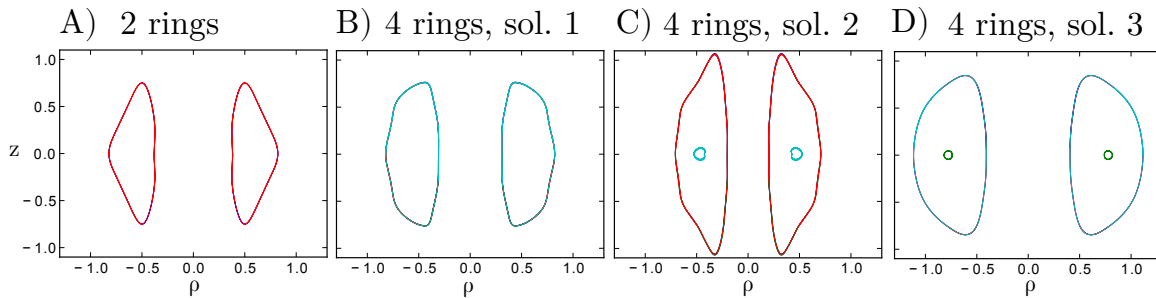 A) 2 rings
B) 4 rings, sol. 1
C) 4 rings, sol. 2
D) 4 rings, sol. 3
−1.0 −0.5 0.0 0.5 1.0
−1.0 −0.5 0.0 0.5 1.0
−1.0 −0.5 0.0 0.5 1.0
−1.0 −0.5 0.0 0.5 1.0
1.0
0.5
0.0
−0.5
−1.0
z
ρ
ρ
ρ
ρ